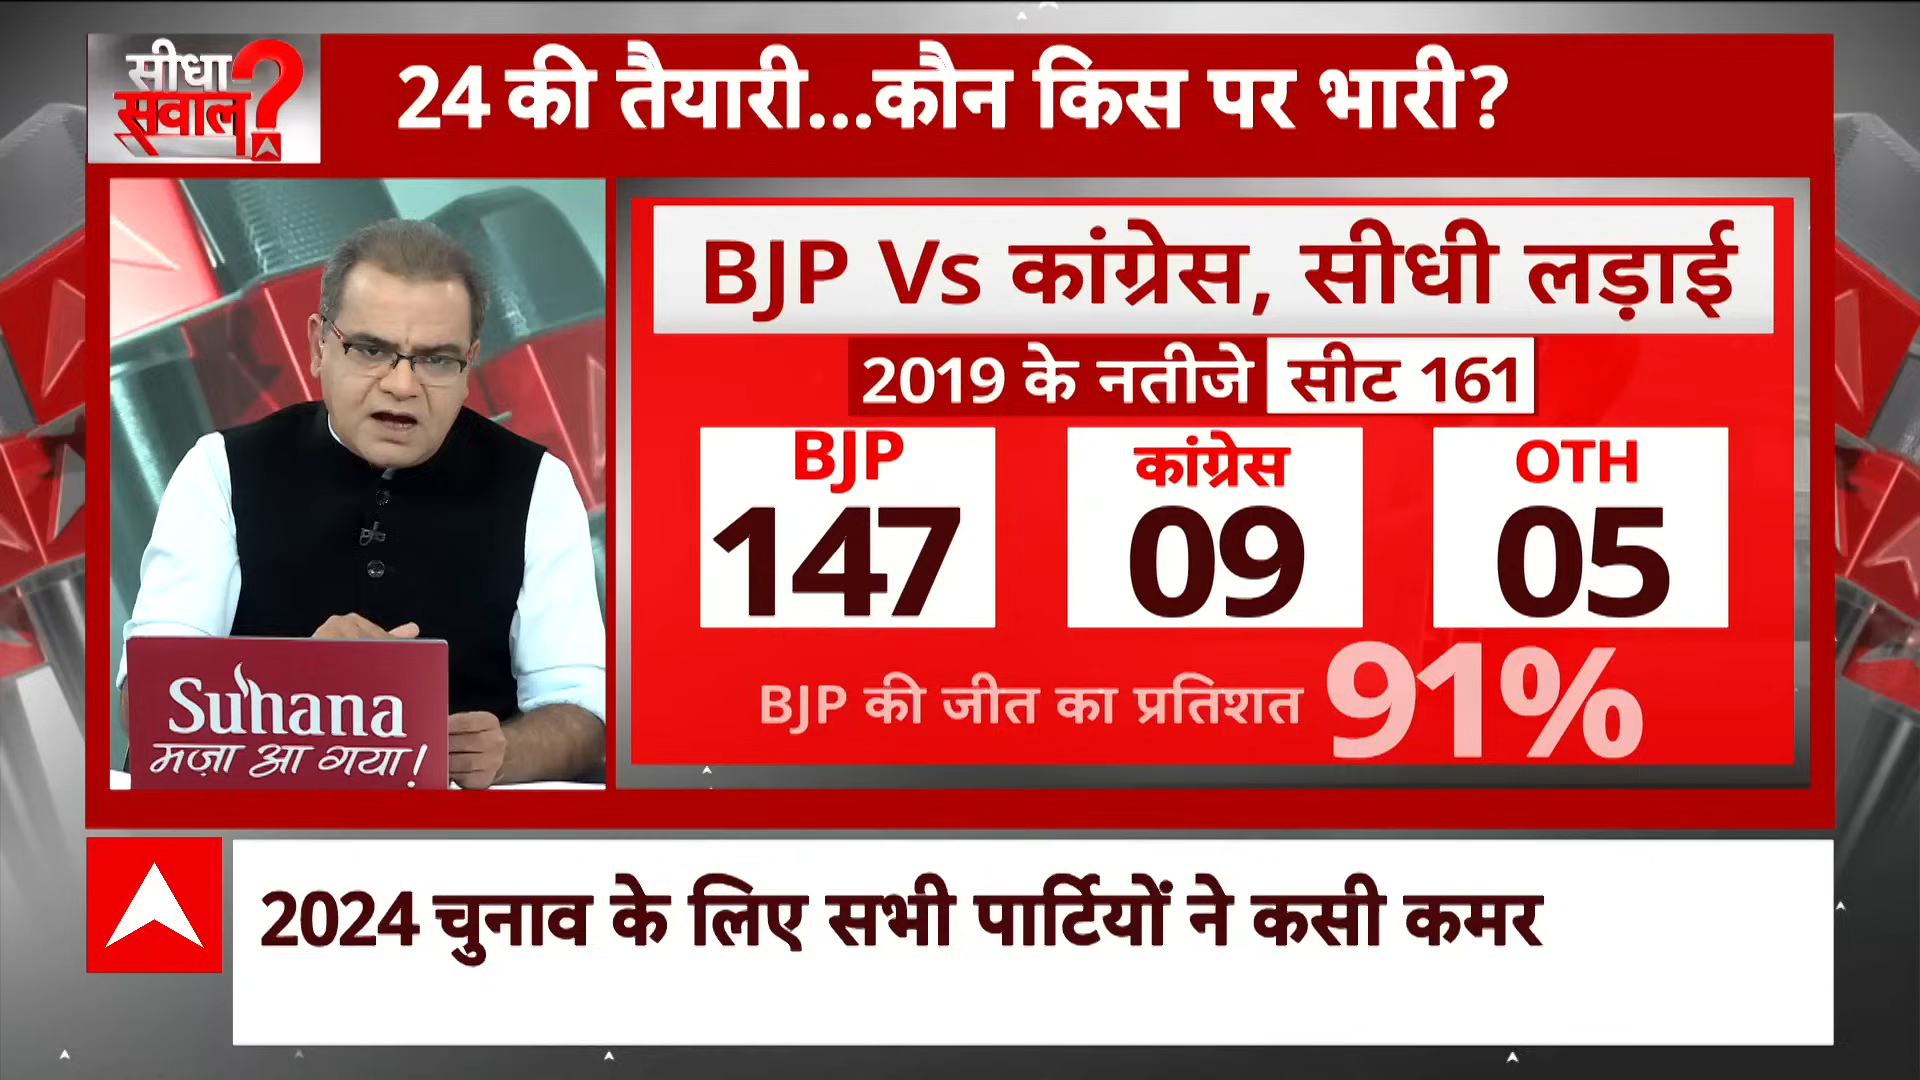 सीधा
सवाल?
24 की तैयारी...कौन किस पर भारी?
BJP Vs कांग्रेस, सीधी लड़ाई
2019 के नतीजे सीट 161
BJP कांग्रेस OTH
147 09 05
BJP की जीत का प्रतिशत 91%
Suhana
मज़ा आ गया!
2024 चुनाव के लिए सभी पार्टियों ने कसी कमर